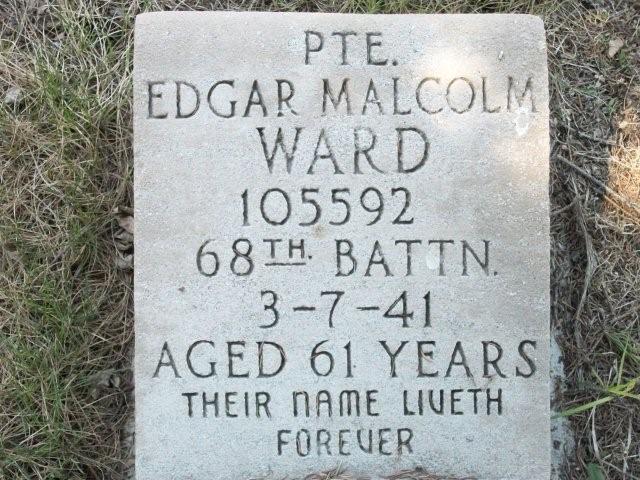 PTE.
EDGAR MALCOLM
WARD
105592
68TH. BATTN.
3-7-41
AGED 61 YEARS
THEIR NAME LIVETH
FOREVER